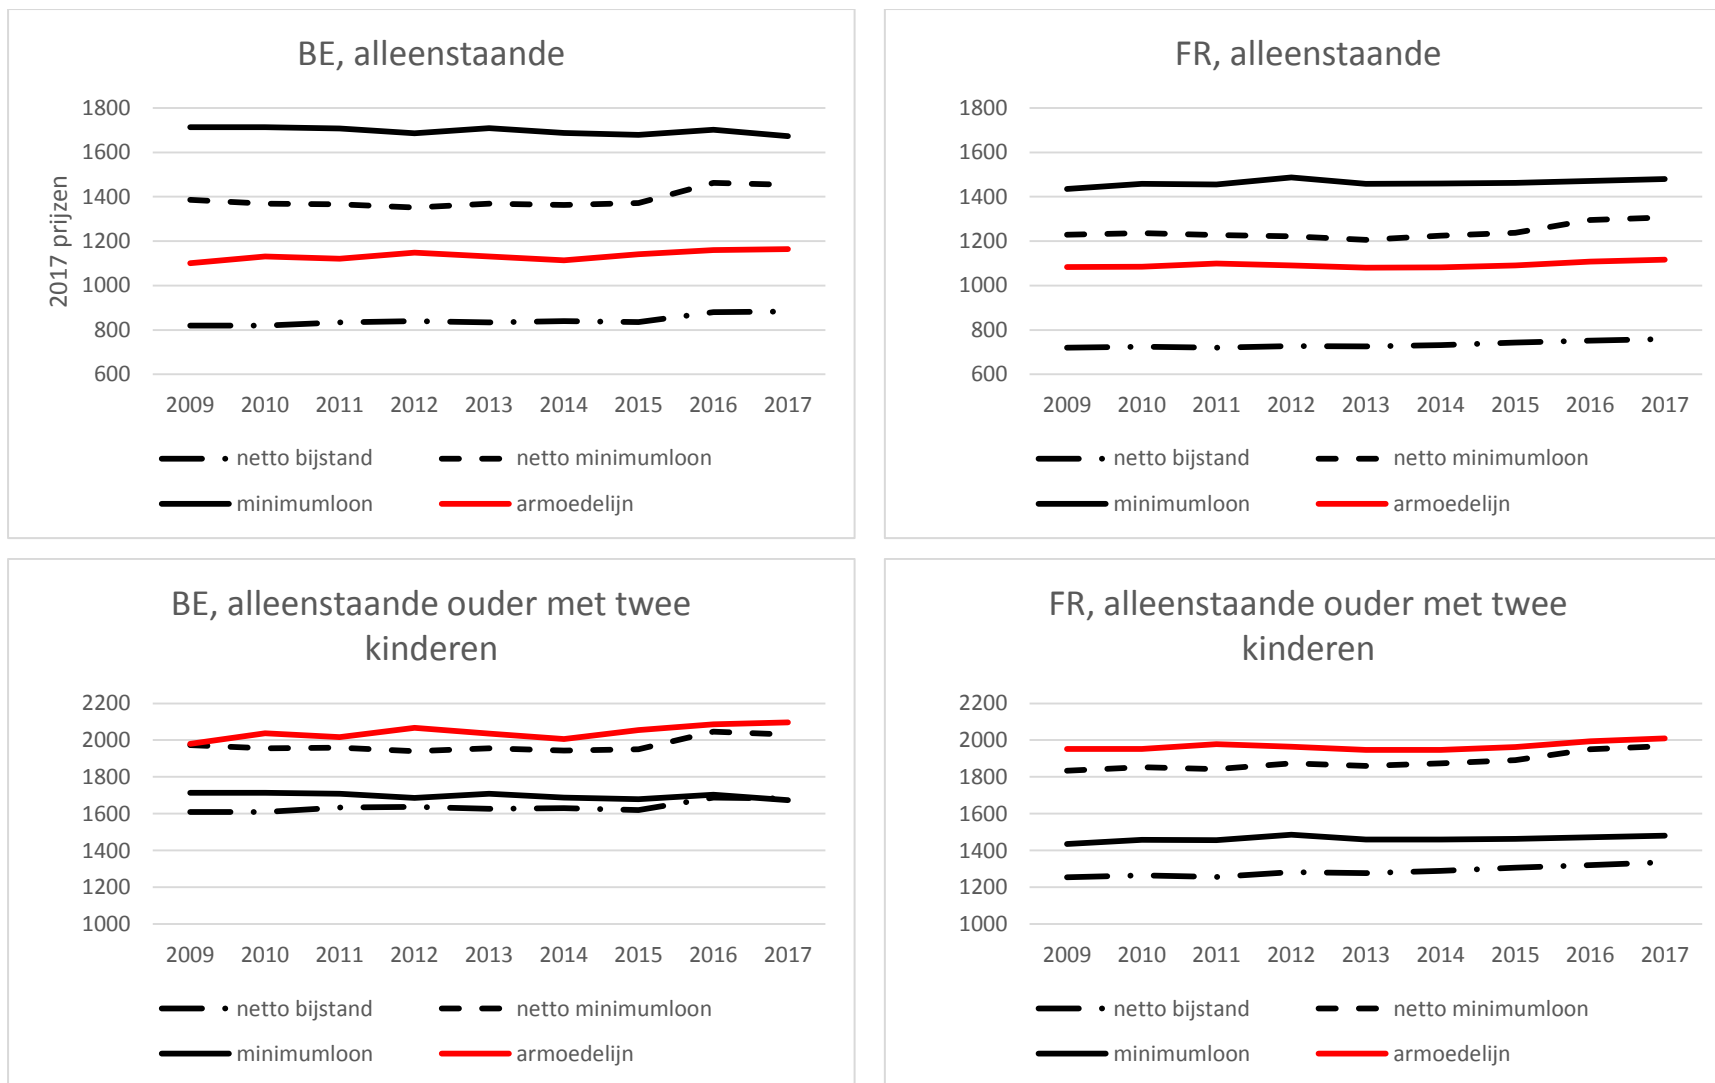 BE, alleenstaande
2017 prijzen
1800
1600
1400
1200
1000
800
600
2009 2010 2011 2012 2013 2014 2015 2016 2017
netto bijstand netto minimumloon
minimumloon armoedelijn
FR, alleenstaande
1800
1600
1400
1200
1000
800
600
2009 2010 2011 2012 2013 2014 2015 2016 2017
netto bijstand netto minimumloon
minimumloon armoedelijn
BE, alleenstaande ouder met twee
kinderen
2200
2000
1800
1600
1400
1200
1000
2009 2010 2011 2012 2013 2014 2015 2016 2017
netto bijstand netto minimumloon
minimumloon armoedelijn
FR, alleenstaande ouder met twee
kinderen
2200
2000
1800
1600
1400
1200
1000
2009 2010 2011 2012 2013 2014 2015 2016 2017
netto bijstand netto minimumloon
minimumloon armoedelijn